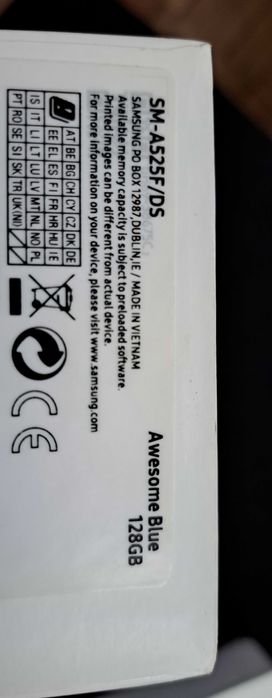 SM-A525F/DS
Awesome Blue
128GB
SAMSUNG PO BOX 12987,DUBLIN,IE / MADE IN VIETNAM
Available memory capacity is subject to preloaded software.
Printed images can be different from actual device.
For more information on your device, please visit www.samsung.com
AT BE BG CH CY CZ DK DE
EE EL ES FI FR HR HU IE
IS IT LI LT LU LV MT NL NO PL
PT RO SE SI SK TR UK(NI)
CE